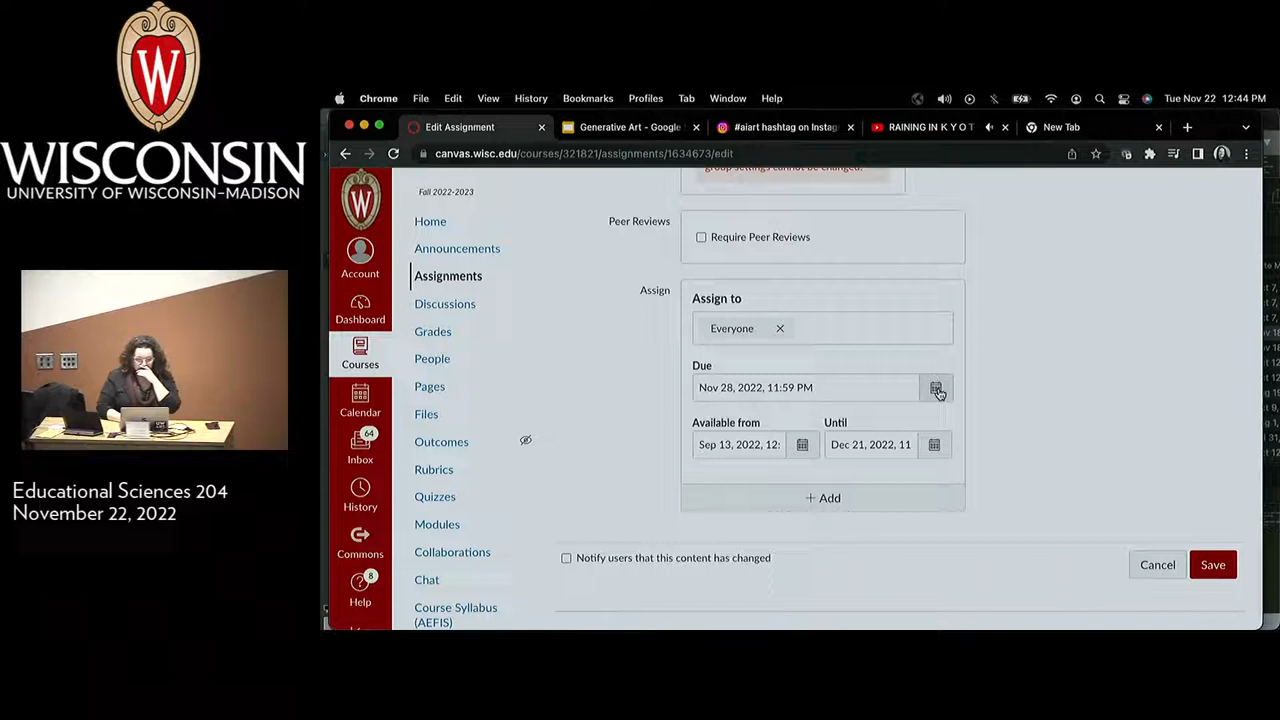 W
WISCONSIN
UNIVERSITY OF WISCONSIN–MADISON
Educational Sciences 204
November 22, 2022
Chrome File Edit View History Bookmarks Profiles Tab Window Help Tue Nov 22 12:44 PM
Edit Assignment
Generative Art - Google
#aiart hashtag on Instag
RAINING IN K Y O T
New Tab
canvas.wisc.edu/courses/321821/assignments/1634673/edit
W
Account
Dashboard
Courses
Calendar
64
Inbox
History
Commons
8
Help
Fall 2022-2023
Home
Announcements
Assignments
Discussions
Grades
People
Pages
Files
Outcomes
Rubrics
Quizzes
Modules
Collaborations
Chat
Course Syllabus
(AEFIS)
group settings cannot be changed.
Peer Reviews
Require Peer Reviews
Assign
Assign to
Everyone
Due
Nov 28, 2022, 11:59 PM
Available from Until
Sep 13, 2022, 12: Dec 21, 2022, 11
+ Add
Notify users that this content has changed
Cancel
Save